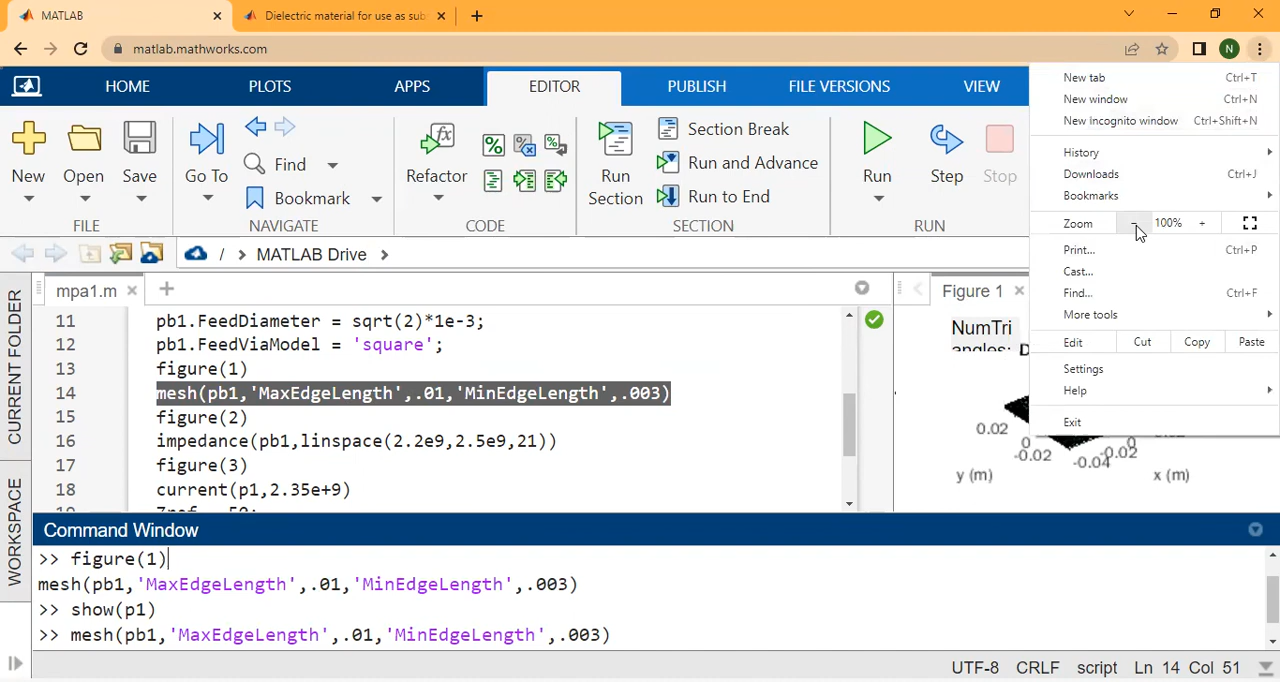 MATLAB
Dielectric material for use as sub
matlab.mathworks.com
N
HOME PLOTS APPS EDITOR PUBLISH FILE VERSIONS VIEW
New
Open
Save
FILE
Go To
Find
Bookmark
NAVIGATE
Refactor
CODE
Run Section
Section Break
Run and Advance
Run to End
SECTION
Run
Step
Stop
RUN
/ > MATLAB Drive >
CURRENT FOLDER
WORKSPACE
mpa1.m
11 pb1.FeedDiameter = sqrt(2)*1e-3;
12 pb1.FeedViaModel = 'square';
13 figure(1)
14 mesh(pb1,'MaxEdgeLength',.01,'MinEdgeLength',.003)
15 figure(2)
16 impedance(pb1,linspace(2.2e9,2.5e9,21))
17 figure(3)
18 current(p1,2.35e+9)
Figure 1
NumTri
angles:
0.02
0
-0.02
-0.04
-0.02
0
y (m)
x (m)
New tab Ctrl+T
New window Ctrl+N
New incognito window Ctrl+Shift+N
History
Downloads Ctrl+J
Bookmarks
Zoom - 100% +
Print... Ctrl+P
Cast...
Find... Ctrl+F
More tools
Edit Cut Copy Paste
Settings
Help
Exit
Command Window
>> figure(1)
mesh(pb1,'MaxEdgeLength',.01,'MinEdgeLength',.003)
>> show(p1)
>> mesh(pb1,'MaxEdgeLength',.01,'MinEdgeLength',.003)
UTF-8 CRLF script Ln 14 Col 51